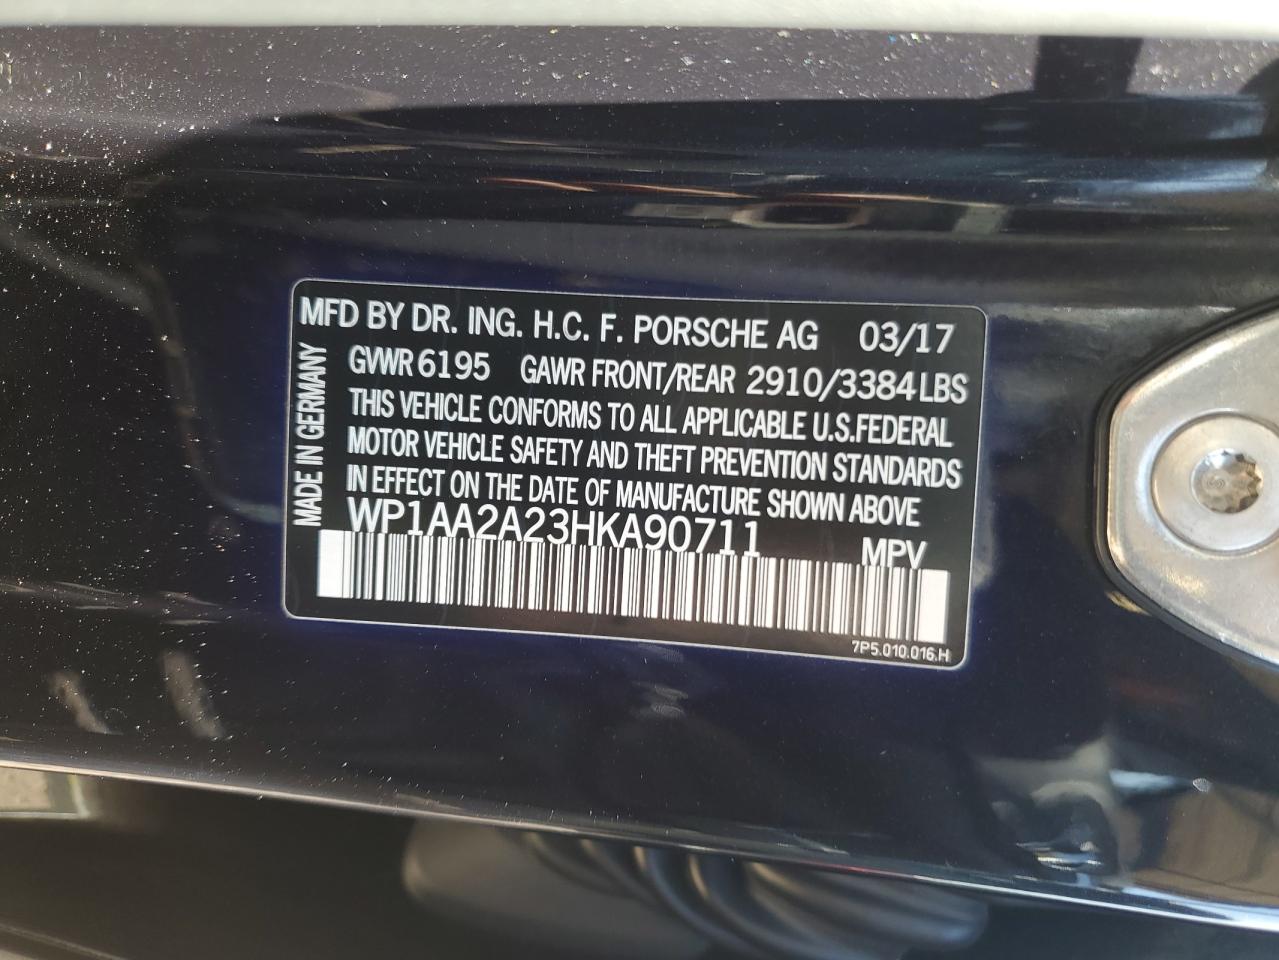 MFD BY DR. ING. H.C. F. PORSCHE AG 03/17
GVWR 6195 GAWR FRONT/REAR 2910/3384 LBS
THIS VEHICLE CONFORMS TO ALL APPLICABLE U.S.FEDERAL
MOTOR VEHICLE SAFETY AND THEFT PREVENTION STANDARDS
IN EFFECT ON THE DATE OF MANUFACTURE SHOWN ABOVE
WP1AA2A23HKA90711 MPV
7P5.010.016.H
MADE IN GERMANY